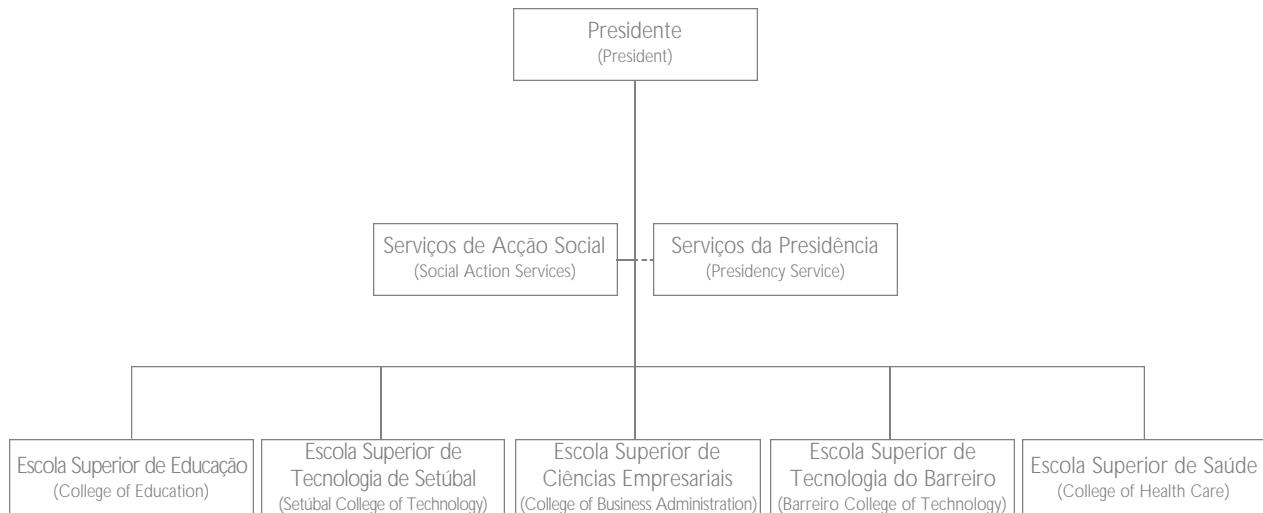 Presidente
(President)
Serviços de Acção Social
(Social Action Services)
Serviços da Presidência
(Presidency Service)
Escola Superior de Educação
(College of Education)
Escola Superior de
Tecnologia de Setúbal
(Setúbal College of Technology)
Escola Superior de
Ciências Empresariais
(College of Business Administration)
Escola Superior de
Tecnologia do Barreiro
(Barreiro College of Technology)
Escola Superior de Saúde
(College of Health Care)